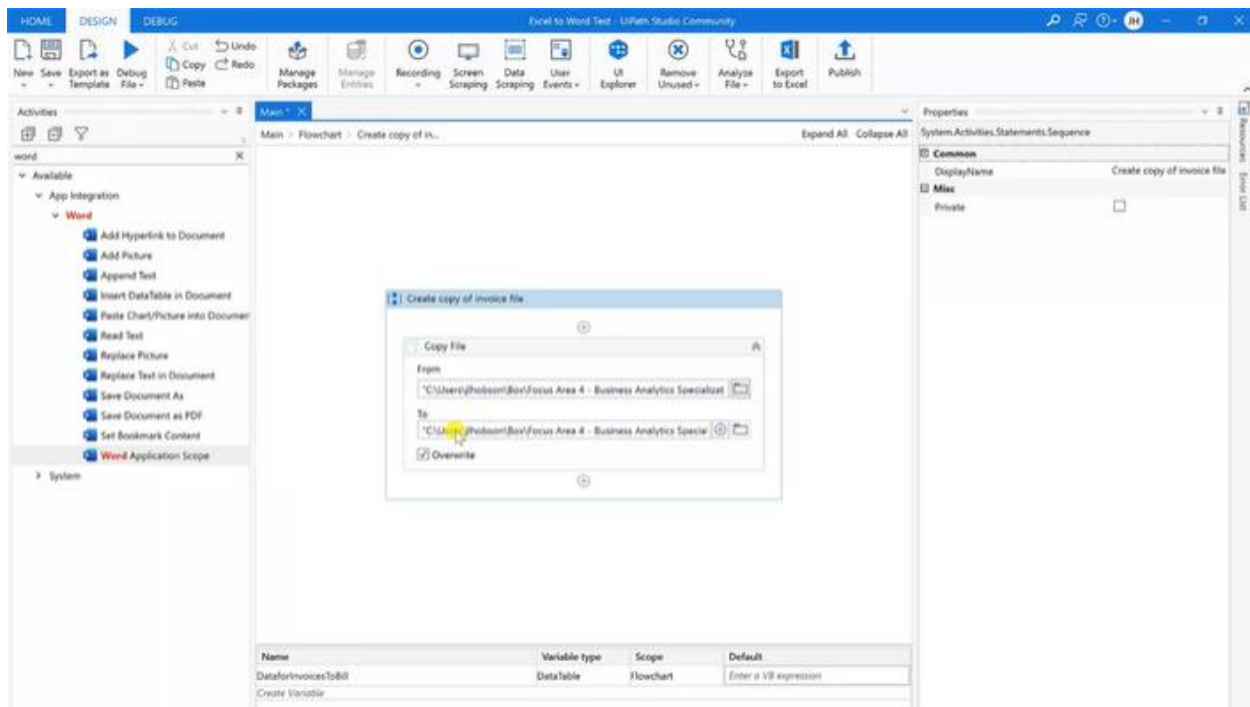 HOME DESIGN DEBUG Excel to Word Test - UiPath Studio Community JH
New Save Export as Template Debug File Cut Copy Paste Undo Redo Manage Packages Manage Entities Recording Screen Scraping Data Scraping User Events UI Explorer Remove Unused Analyze File Export to Excel Publish
Activities
word
Available
App Integration
Word
Add Hyperlink to Document
Add Picture
Append Text
Insert DataTable in Document
Paste Chart/Picture into Documen
Read Text
Replace Picture
Replace Text in Document
Save Document As
Save Document as PDF
Set Bookmark Content
Word Application Scope
System
Main*
Main > Flowchart > Create copy of in... Expand All Collapse All
Create copy of invoice file
Copy File
From
"C:\Users\jlhobson\Box\Focus Area 4 - Business Analytics Specializat
To
"C:\Users\jlhobson\Box\Focus Area 4 - Business Analytics Special
Overwrite
Name Variable type Scope Default
DataforInvoicesToBill DataTable Flowchart Enter a VB expression
Create Variable
Properties
System.Activities.Statements.Sequence
Common
DisplayName Create copy of invoice file
Misc
Private
Resources
Error List